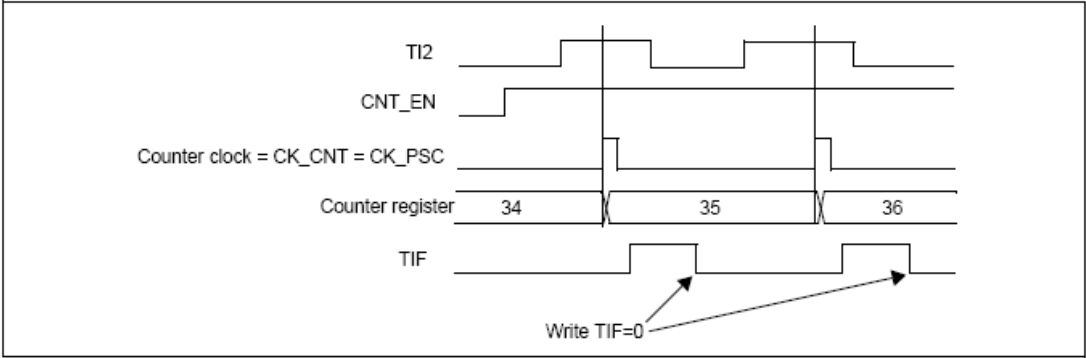 TI2
CNT_EN
Counter clock = CK_CNT = CK_PSC
Counter register 34 35 36
TIF
Write TIF=0